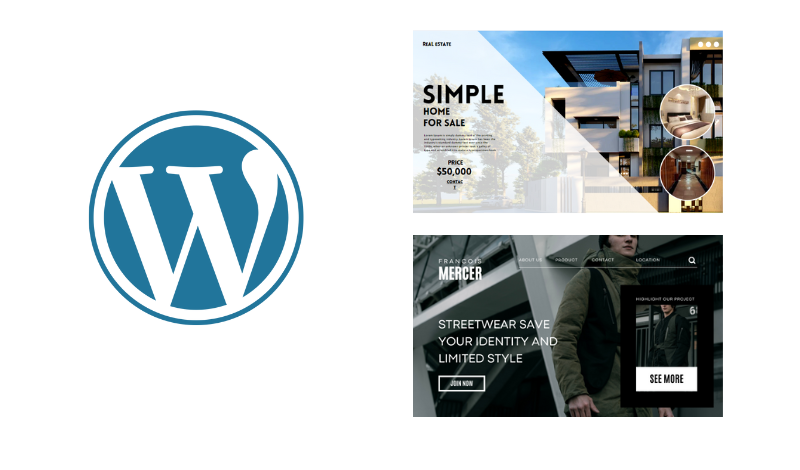 REAL ESTATE
SIMPLE
HOME
FOR SALE
PRICE
$50,000
CONTAC
T
FRANCOIS
MERCER
ABOUT US PRODUCT CONTACT LOCATION
HIGHLIGHT OUR PROJECT
STREETWEAR SAVE
YOUR IDENTITY AND
LIMITED STYLE
JOIN NOW
SEE MORE